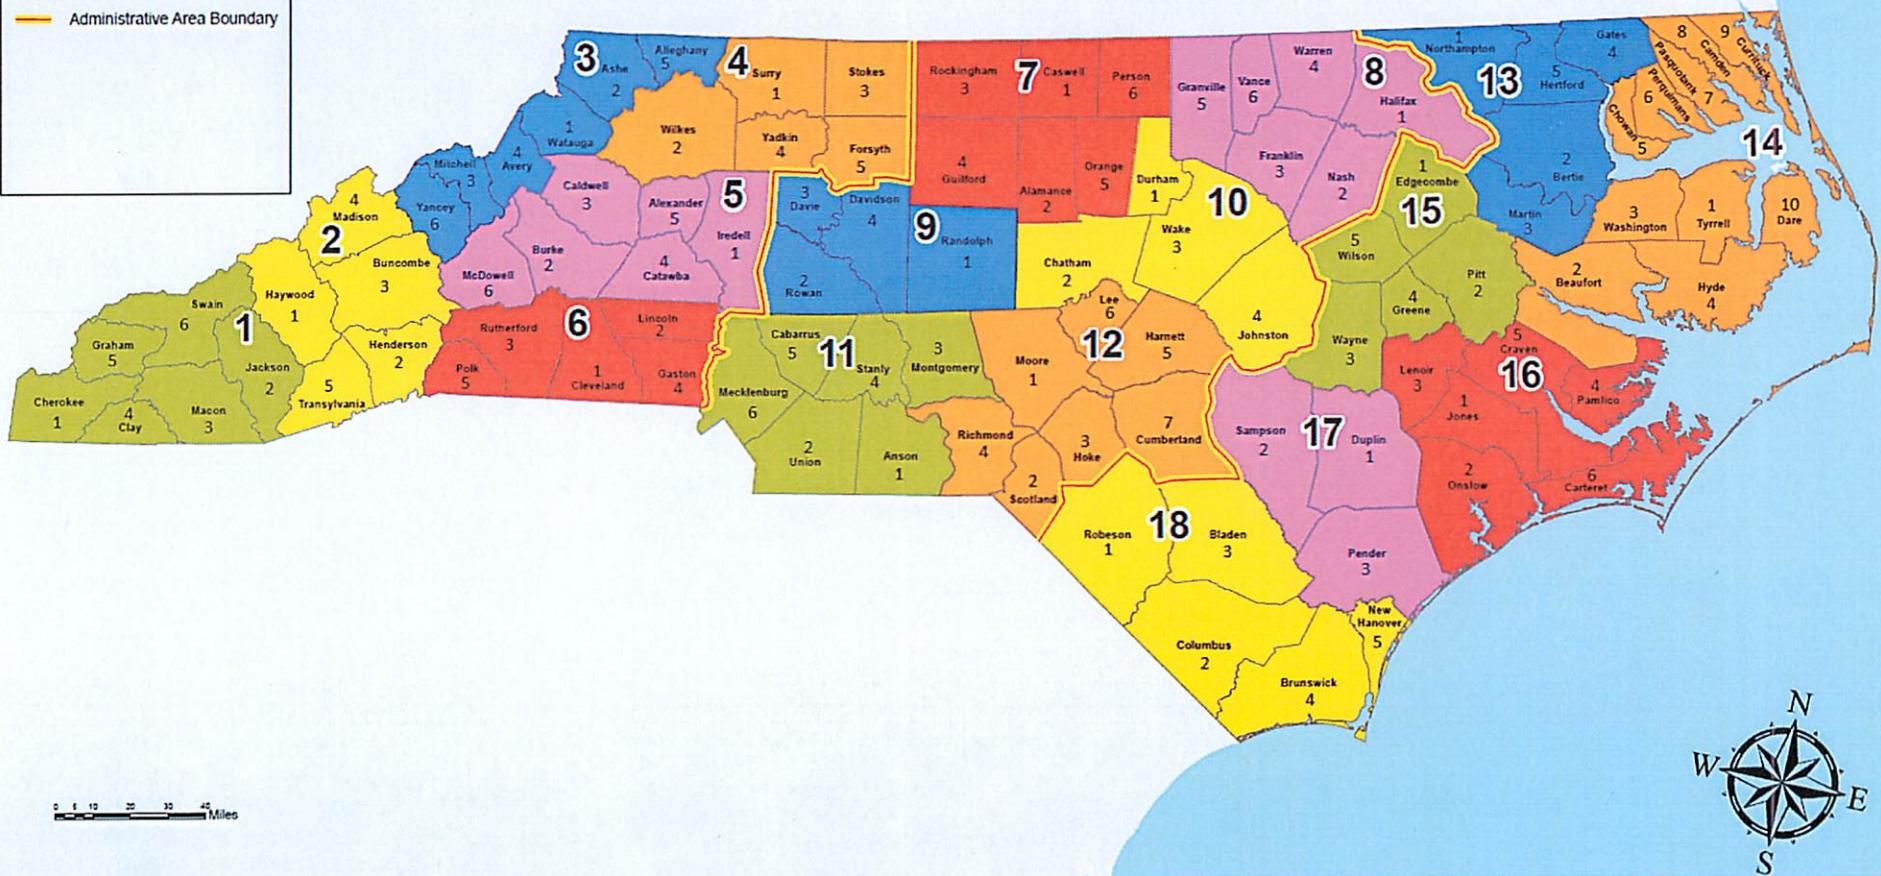 Administrative Area Boundary
3
Ashe
2
Alleghany
5
1
Watauga
4
Avery
Mitchell
3
Yancey
6
4
Surry
1
Stokes
3
Wilkes
2
Yadkin
4
Forsyth
5
7
Rockingham
3
Caswell
1
Person
6
4
Guilford
Alamance
2
Orange
5
8
Granville
5
Vance
6
Warren
4
Halifax
1
Franklin
3
Nash
2
13
1
Northampton
Gates
4
5
Hertford
2
Bertie
Martin
3
14
8
Camden
9
Currituck
Pasquotank
7
6
Perquimans
Chowan
5
3
Washington
1
Tyrrell
10
Dare
2
Beaufort
Hyde
4
2
4
Madison
Buncombe
3
Haywood
1
Henderson
2
5
Transylvania
1
Swain
6
Graham
5
Jackson
2
Cherokee
1
4
Clay
Macon
3
5
Caldwell
3
Alexander
5
Iredell
1
Burke
2
4
Catawba
McDowell
6
6
Rutherford
3
Lincoln
2
Polk
5
1
Cleveland
Gaston
4
9
3
Davie
Davidson
4
Randolph
1
2
Rowan
10
Durham
1
Wake
3
Chatham
2
4
Johnston
15
1
Edgecombe
5
Wilson
Pitt
2
4
Greene
Wayne
3
11
Cabarrus
5
Stanly
4
3
Montgomery
Mecklenburg
6
2
Union
Anson
1
12
Lee
6
Harnett
5
Moore
1
Richmond
4
3
Hoke
7
Cumberland
2
Scotland
16
5
Craven
Lenoir
3
1
Jones
4
Pamlico
2
Onslow
6
Carteret
17
Sampson
2
Duplin
1
Pender
3
18
Robeson
1
Bladen
3
Columbus
2
Brunswick
4
New
Hanover
5
0 5 10 20 30 40
Miles
N
W
E
S